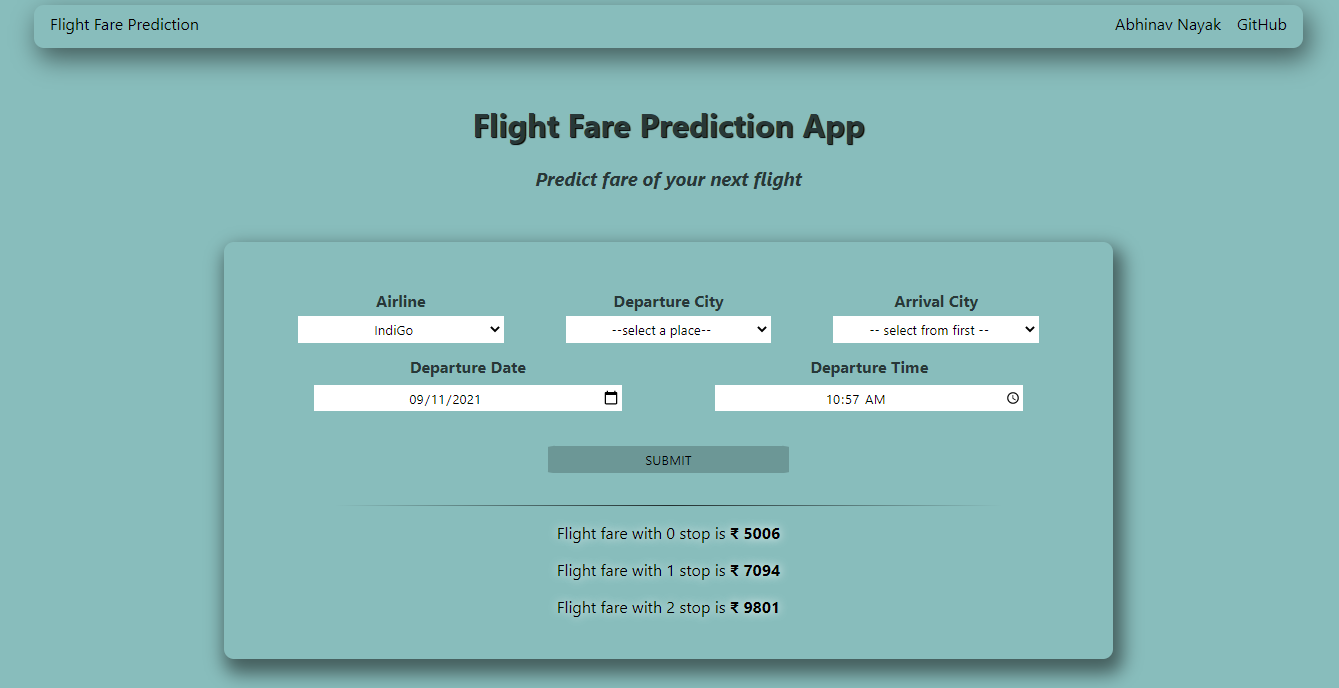 Flight Fare Prediction Abhinav Nayak GitHub
Flight Fare Prediction App
Predict fare of your next flight
Airline Departure City Arrival City
IndiGo --select a place-- -- select from first --
Departure Date Departure Time
09/11/2021 10:57 AM
SUBMIT
Flight fare with 0 stop is ₹ 5006
Flight fare with 1 stop is ₹ 7094
Flight fare with 2 stop is ₹ 9801